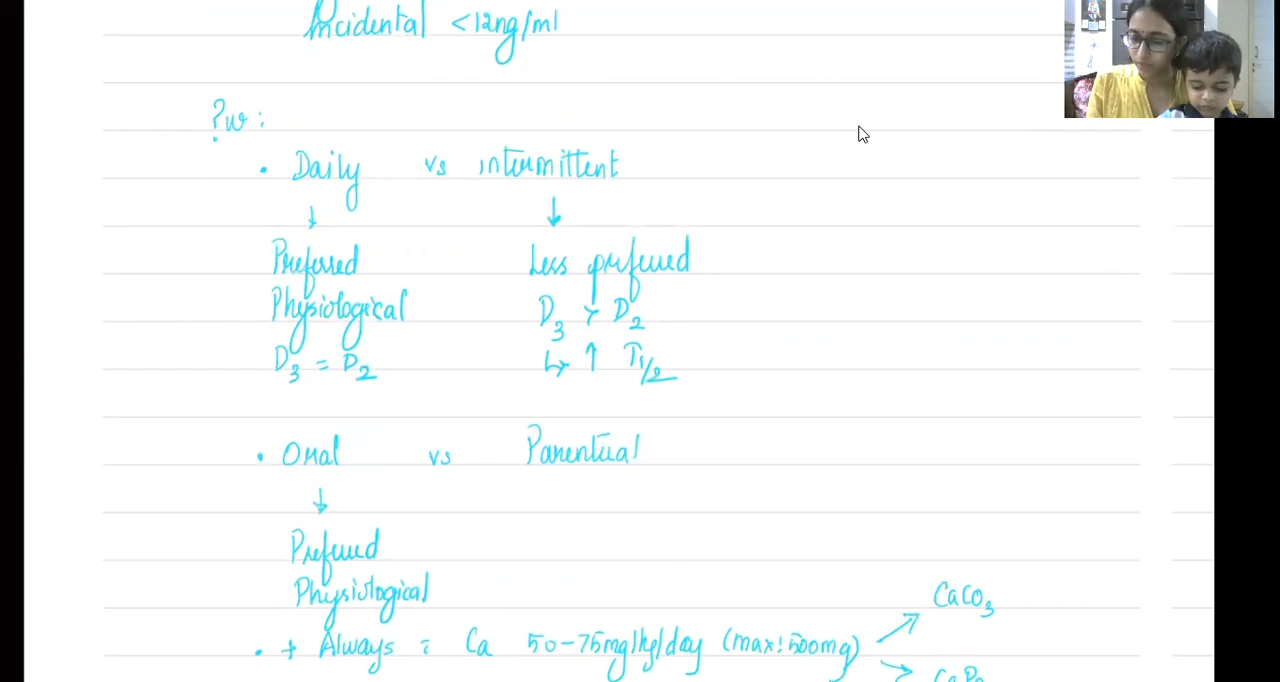 Incidental <12ng/ml
?w :
• Daily vs intermittent
↓ ↓
Preferred Less preferred
Physiological D3 > D2
D3 = D2 ↳ ↑ T1/2
• Oral vs Parenteral
↓
Preferred
Physiological
CaCO3
• + Always : Ca 50-75mg/kg/day (max: 500mg)